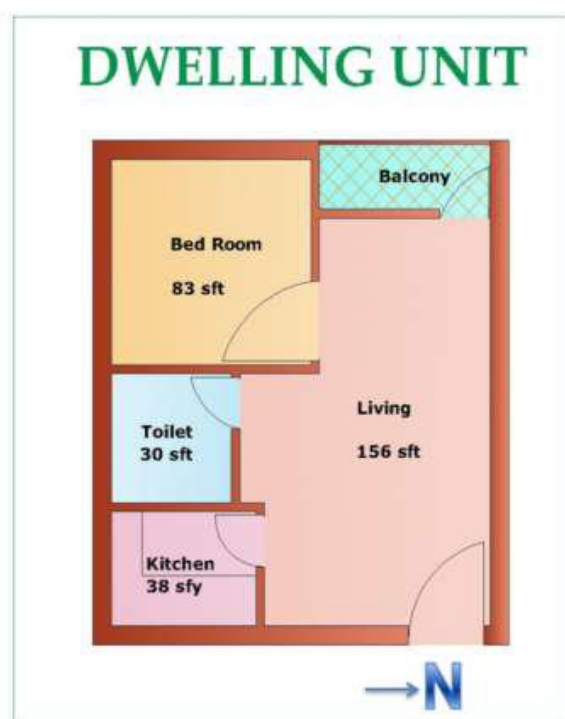 DWELLING UNIT
Balcony
Bed Room
83 sft
Living
156 sft
Toilet
30 sft
Kitchen
38 sfy
N